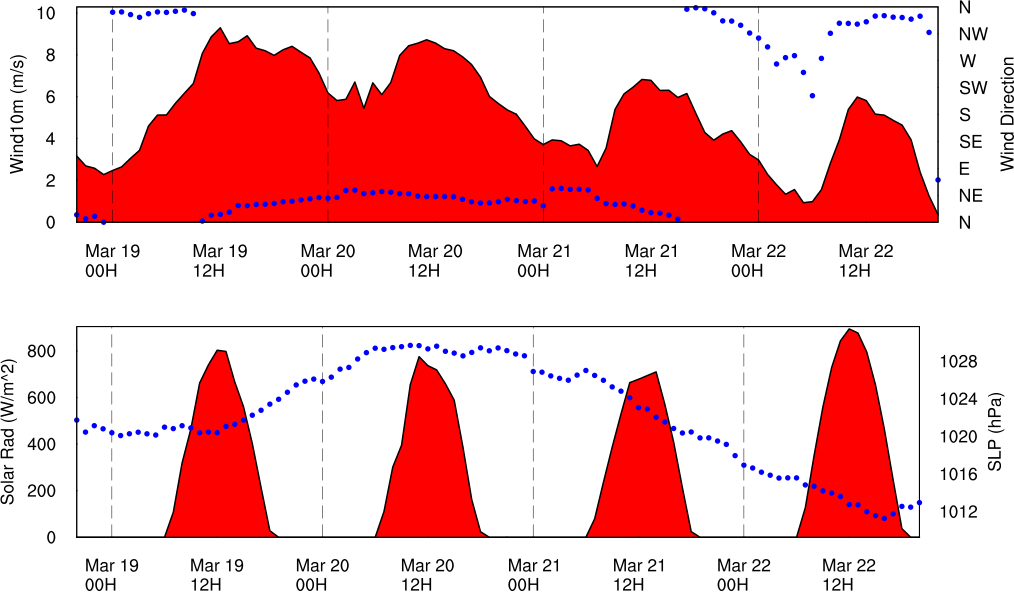 Wind10m (m/s)
10
8
6
4
2
0
N
NW
W
SW
S
SE
E
NE
N
Wind Direction
Mar 19 Mar 19 Mar 20 Mar 20 Mar 21 Mar 21 Mar 22 Mar 22
00H 12H 00H 12H 00H 12H 00H 12H
Solar Rad (W/m^2)
800
600
400
200
0
1028
1024
1020
1016
1012
SLP (hPa)
Mar 19 Mar 19 Mar 20 Mar 20 Mar 21 Mar 21 Mar 22 Mar 22
00H 12H 00H 12H 00H 12H 00H 12H